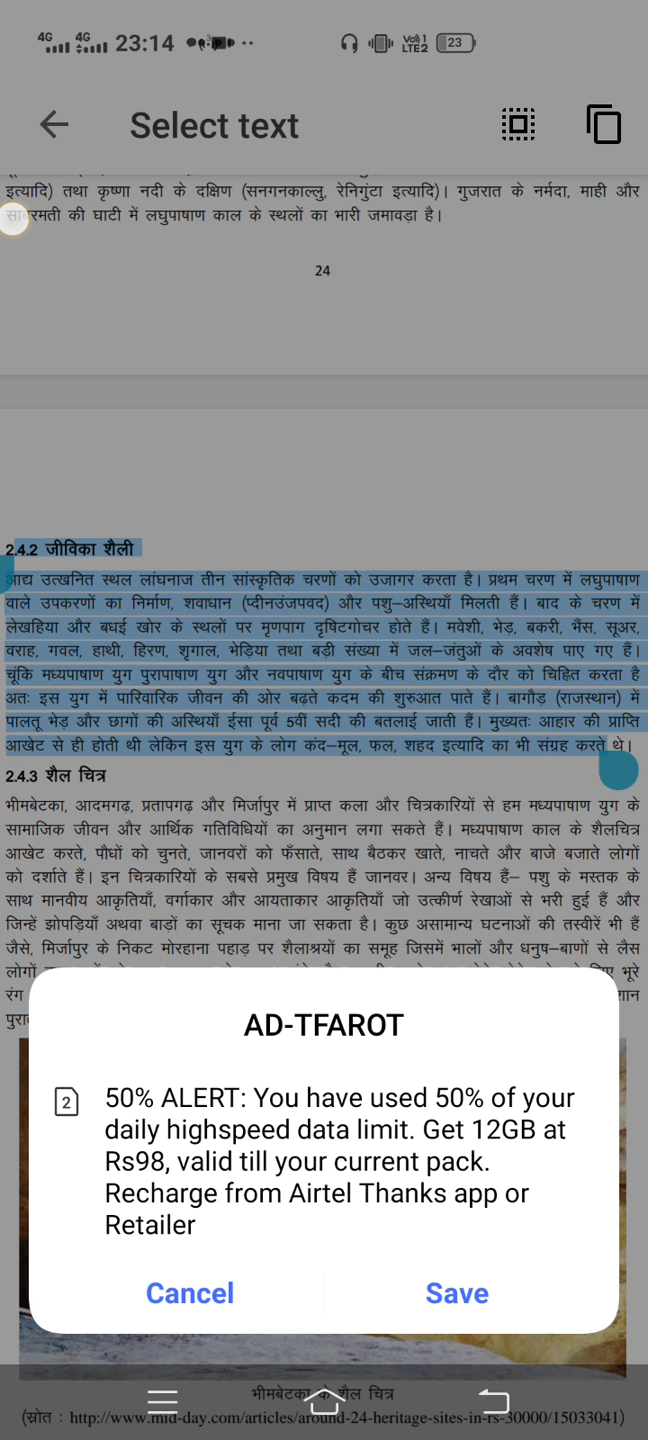 4G 4G 23:14 Vo) 1 LTE2 23
Select text
इत्यादि) तथा कृष्णा नदी के दक्षिण (सनगनकाल्लु, रेनिगुंटा इत्यादि)। गुजरात के नर्मदा, माही और
साबरमती की घाटी में लघुपाषाण काल के स्थलों का भारी जमावड़ा है।
24
2.4.2 जीविका शैली
आद्य उत्खनित स्थल लांघनाज तीन सांस्कृतिक चरणों को उजागर करता है। प्रथम चरण में लघुपाषाण
वाले उपकरणों का निर्माण, शवाधान (प्दीनउंजपवद) और पशु–अस्थियाँ मिलती हैं। बाद के चरण में
लेखहिया और बधई खोर के स्थलों पर मृणपाग दृषिटगोचर होते हैं। मवेशी, भेड़, बकरी, भैंस, सूअर,
वराह, गवल, हाथी, हिरण, शृगाल, भेड़िया तथा बड़ी संख्या में जल–जंतुओं के अवशेष पाए गए हैं।
चूंकि मध्यपाषाण युग पुरापाषाण युग और नवपाषाण युग के बीच संक्रमण के दौर को चिह्नित करता है
अतः इस युग में पारिवारिक जीवन की ओर बढ़ते कदम की शुरुआत पाते हैं। बागौड़ (राजस्थान) में
पालतू भेड़ और छागों की अस्थियाँ ईसा पूर्व 5वीं सदी की बतलाई जाती हैं। मुख्यतः आहार की प्राप्ति
आखेट से ही होती थी लेकिन इस युग के लोग कंद–मूल, फल, शहद इत्यादि का भी संग्रह करते थे।
2.4.3 शैल चित्र
भीमबेटका, आदमगढ़, प्रतापगढ़ और मिर्जापुर में प्राप्त कला और चित्रकारियों से हम मध्यपाषाण युग के
सामाजिक जीवन और आर्थिक गतिविधियों का अनुमान लगा सकते हैं। मध्यपाषाण काल के शैलचित्र
आखेट करते, पौधों को चुनते, जानवरों को फँसाते, साथ बैठकर खाते, नाचते और बाजे बजाते लोगों
को दर्शाते हैं। इन चित्रकारियों के सबसे प्रमुख विषय हैं जानवर। अन्य विषय हैं– पशु के मस्तक के
साथ मानवीय आकृतियाँ, वर्गाकार और आयताकार आकृतियाँ जो उत्कीर्ण रेखाओं से भरी हुई हैं और
जिन्हें झोपड़ियाँ अथवा बाड़ों का सूचक माना जा सकता है। कुछ असामान्य घटनाओं की तस्वीरें भी हैं
जैसे, मिर्जापुर के निकट मोरहाना पहाड़ पर शैलाश्रयों का समूह जिसमें भालों और धनुष–बाणों से लैस
लोगों भूरे
रंग
AD-TFAROT
2 50% ALERT: You have used 50% of your
daily highspeed data limit. Get 12GB at
Rs98, valid till your current pack.
Recharge from Airtel Thanks app or
Retailer
Cancel Save
भीमबेटका के शैल चित्र
(स्रोत : http://www.mid-day.com/articles/around-24-heritage-sites-in-rs-30000/15033041)